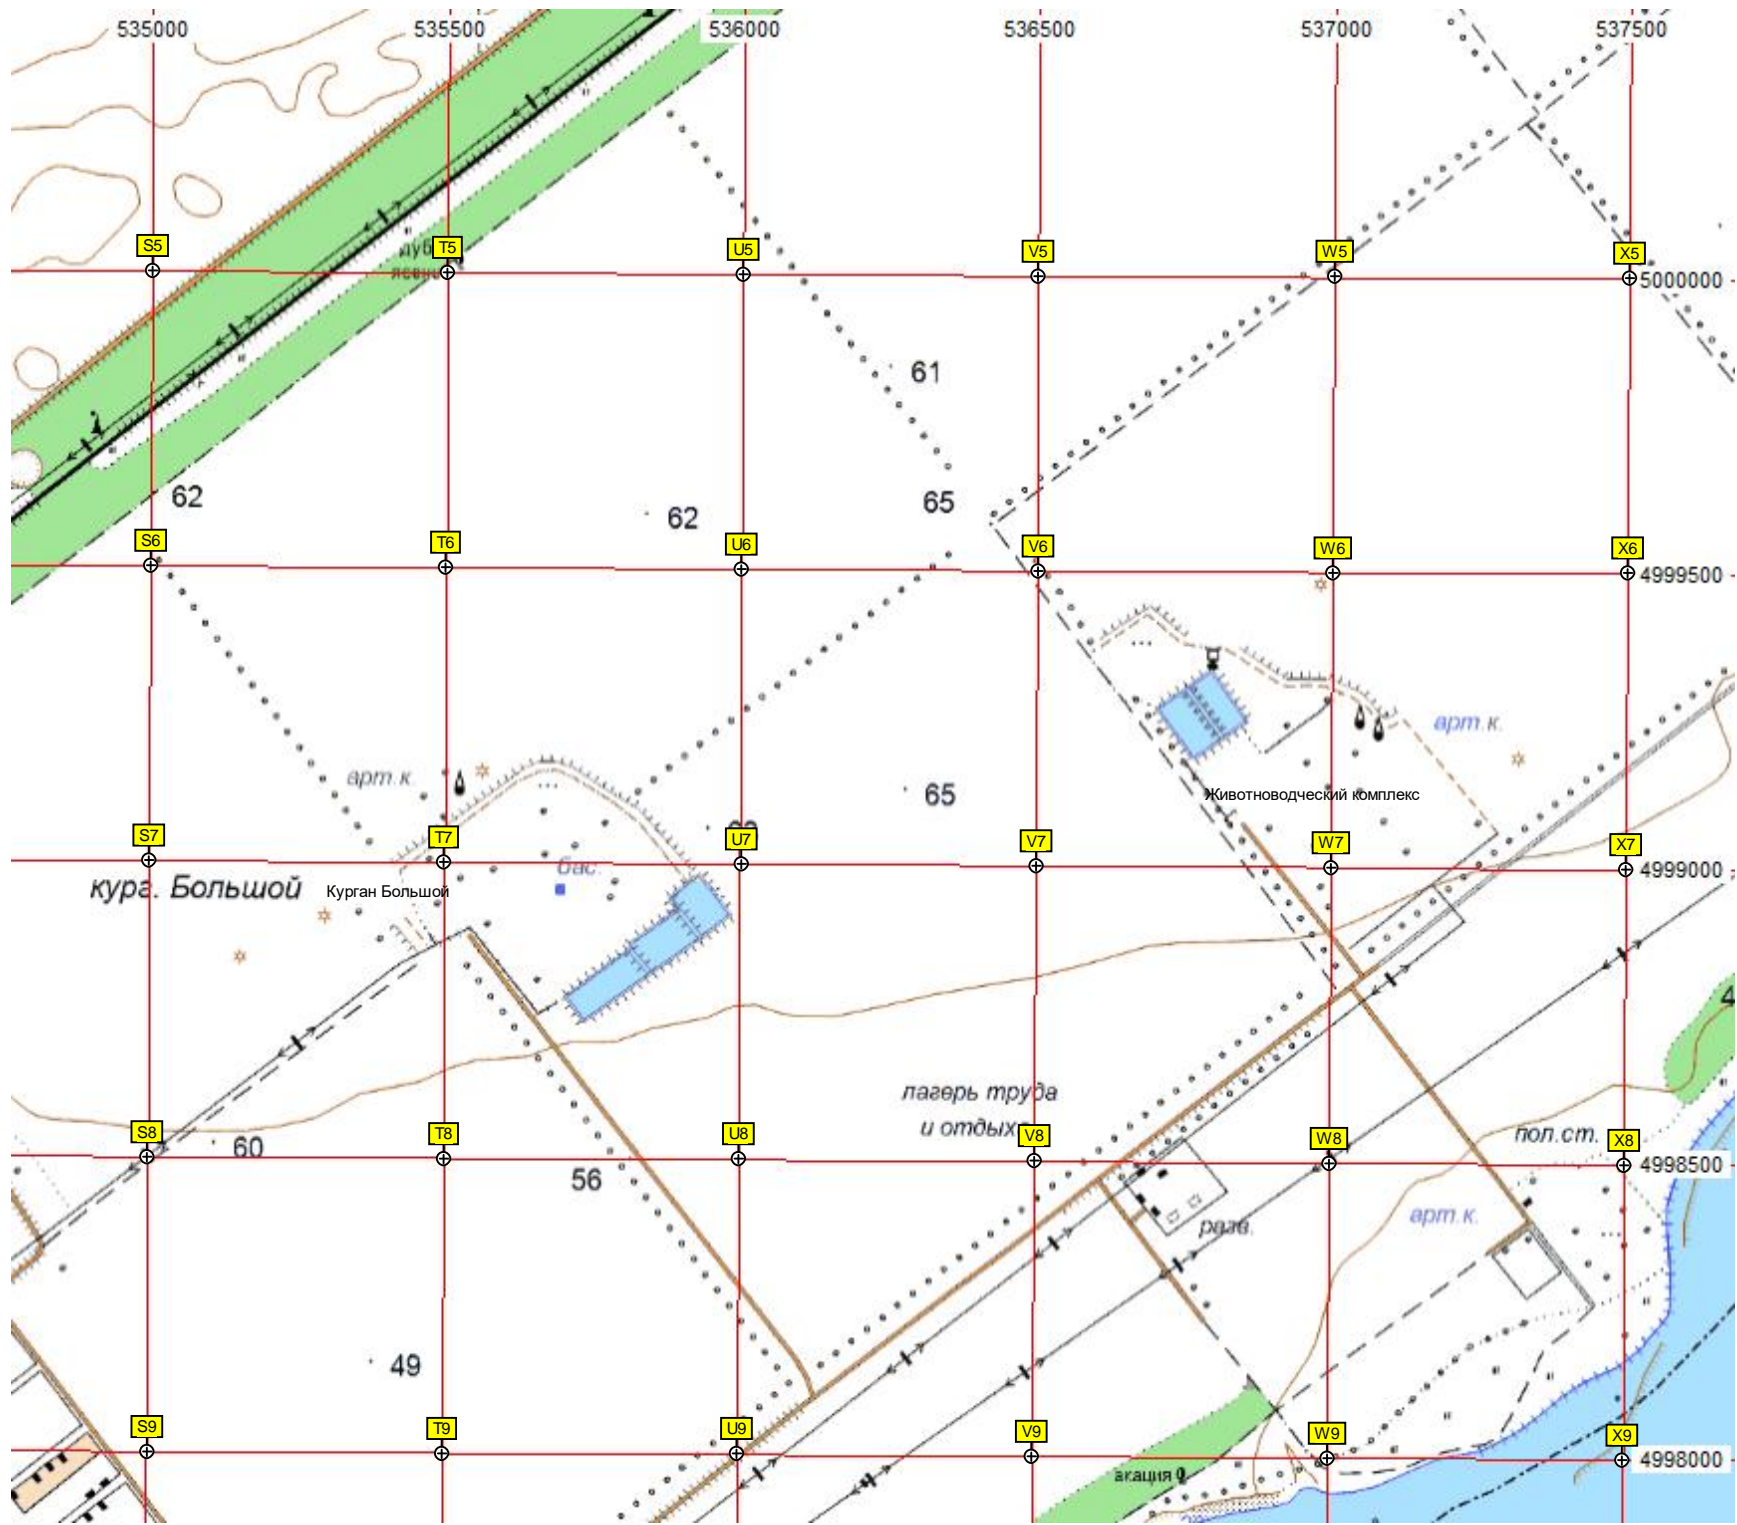 535000 535500 536000 536500 537000 537500
S5 T5 U5 V5 W5 X5
дуб
5000000
61
62 62 65
S6 T6 U6 V6 W6 X6
4999500
арт.к.
арт.к.
65
Животноводческий комплекс
S7 T7 U7 V7 W7 X7
бас.
4999000
кург. Большой Курган Большой
лагерь труда
и отдыха
S8 T8 U8 V8 W8 X8
пол.ст.
60
4998500
56
арт.к.
разв.
49
S9 T9 U9 V9 W9 X9
4998000
акация